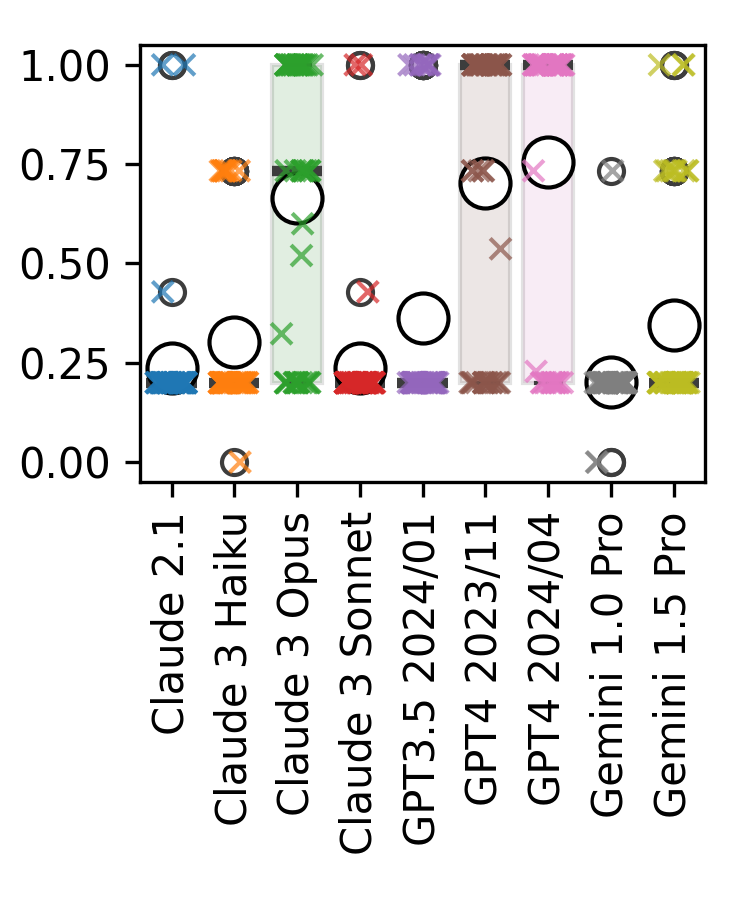 1.00
0.75
0.50
0.25
0.00
Claude 2.1
Claude 3 Haiku
Claude 3 Opus
Claude 3 Sonnet
GPT3.5 2024/01
GPT4 2023/11
GPT4 2024/04
Gemini 1.0 Pro
Gemini 1.5 Pro